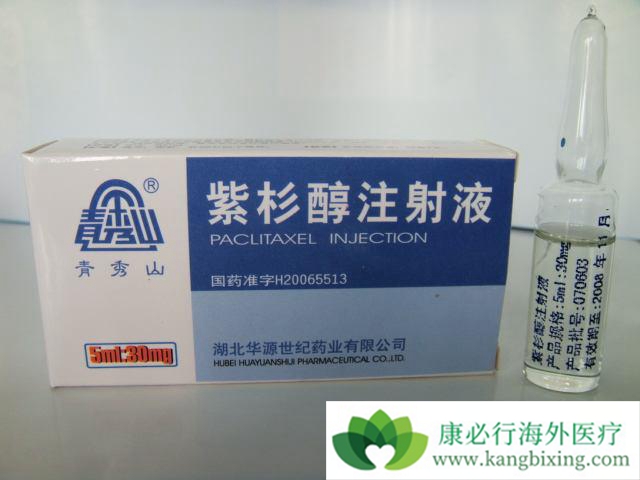 青秀山
®
青秀山
5ml:30mg
紫杉醇注射液
PACLITAXEL INJECTION
国药准字H20065513
湖北华源世纪药业有限公司
HUBEI HUAYUANSHIJI PHARMACEUTICAL CO.,LTD.
紫杉醇注射液
产品规格:5ml:30mg
产品批号:070603
有效期至:2008年11月
康必行海外医疗
www.kangbixing.com